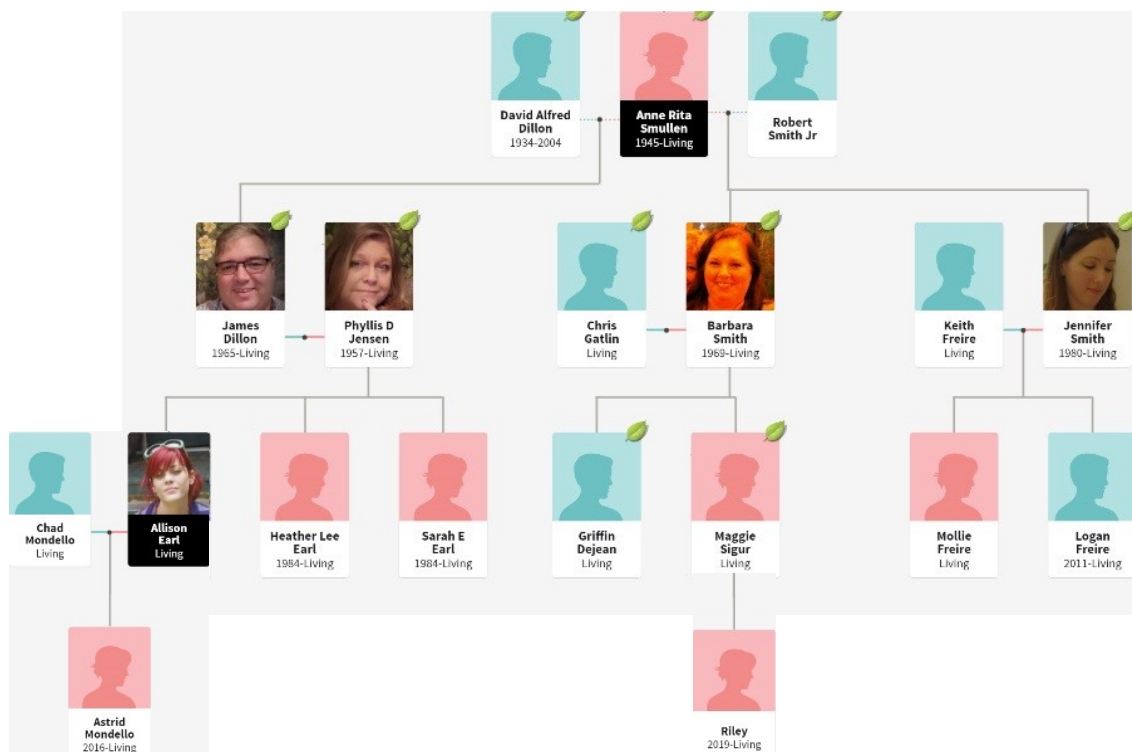 David Alfred
Dillon
1934-2004
Anne Rita
Smullen
1945-Living
Robert
Smith Jr
James
Dillon
1965-Living
Phyllis D
Jensen
1957-Living
Chris
Gatlin
Living
Barbara
Smith
1969-Living
Keith
Freire
Living
Jennifer
Smith
1980-Living
Chad
Mondello
Living
Allison
Earl
Living
Heather Lee
Earl
1984-Living
Sarah E
Earl
1984-Living
Griffin
Dejean
Living
Maggie
Sigur
Living
Mollie
Freire
Living
Logan
Freire
2011-Living
Astrid
Mondello
2016-Living
Riley
2019-Living